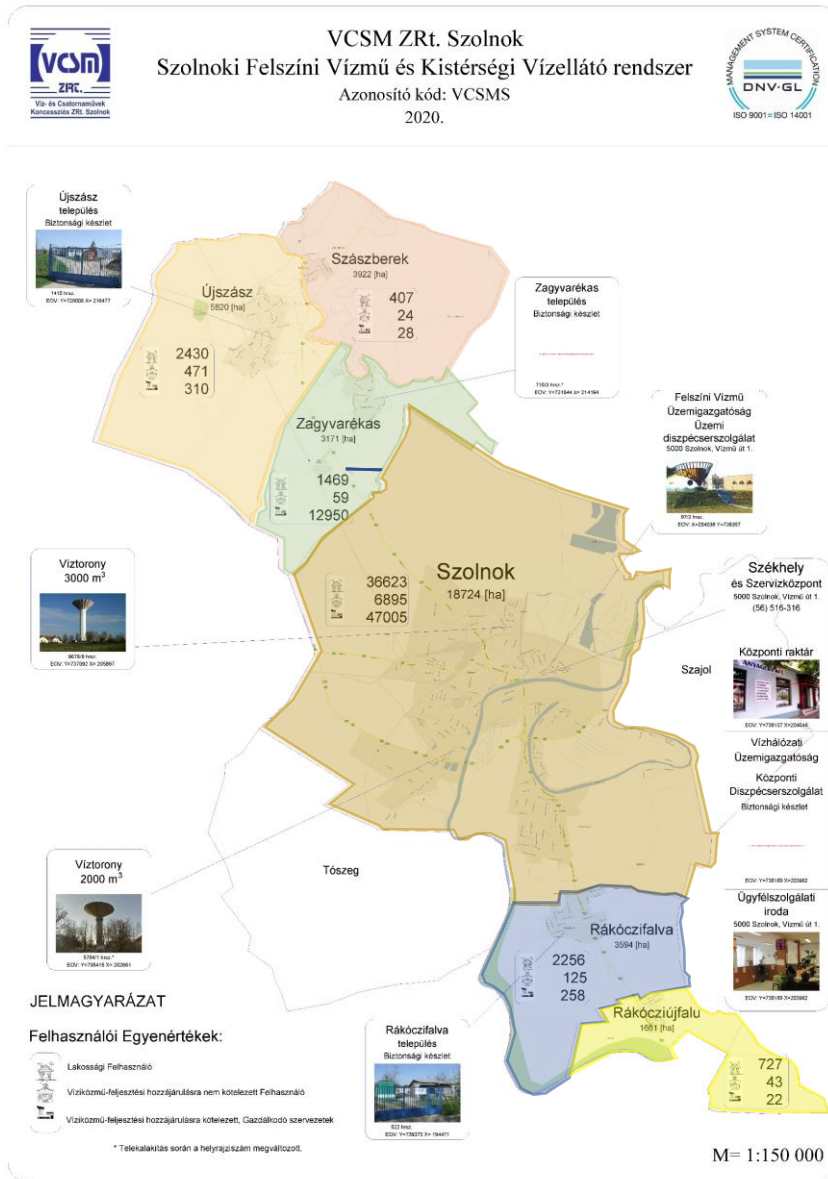 VCSM ZRt. Szolnok
Szolnoki Felszíni Vízmű és Kistérségi Vízellátó rendszer
Azonosító kód: VCSMS
2020.
VCSM
ZRt.
Víz- és Csatornaművek
Koncessziós ZRt. Szolnok
MANAGEMENT SYSTEM CERTIFICATION
DNV·GL
ISO 9001 = ISO 14001
Újszász
település
Biztonsági készlet
Szászberek
3922 [ha]
407
24
28
Újszász
5820 [ha]
2430
471
310
Zagyvarékas
település
Biztonsági készlet
Zagyvarékas
3171 [ha]
1469
59
12950
Felszíni Vízmű
Üzemigazgatóság
Üzemi
diszpécserszolgálat
5000 Szolnok, Vízmű út 1.
Víztorony
3000 m³
Szolnok
18724 [ha]
36623
6895
47005
Székhely
és Szervízközpont
5000 Szolnok, Vízmű út 1.
(56) 516-316
Szajol
Központi raktár
Vízhálózati
Üzemigazgatóság
Központi
Diszpécserszolgálat
Biztonsági készlet
Víztorony
2000 m³
Tószeg
Ügyfélszolgálati
iroda
5000 Szolnok, Vízmű út 1.
Rákóczifalva
3594 [ha]
2256
125
258
Rákócziújfalu
727
43
22
Rákóczifalva
település
Biztonsági készlet
JELMAGYARÁZAT
Felhasználói Egyenértékek:
Lakossági Felhasználó
Víziközmű-feljesztési hozzájárulásra nem kötelezett Felhasználó
Víziközmű-feljesztési hozzájárulásra kötelezett, Gazdálkodó szervezetek
* Telekalakítás során a helyrajziszám megváltozott.
M= 1:150 000